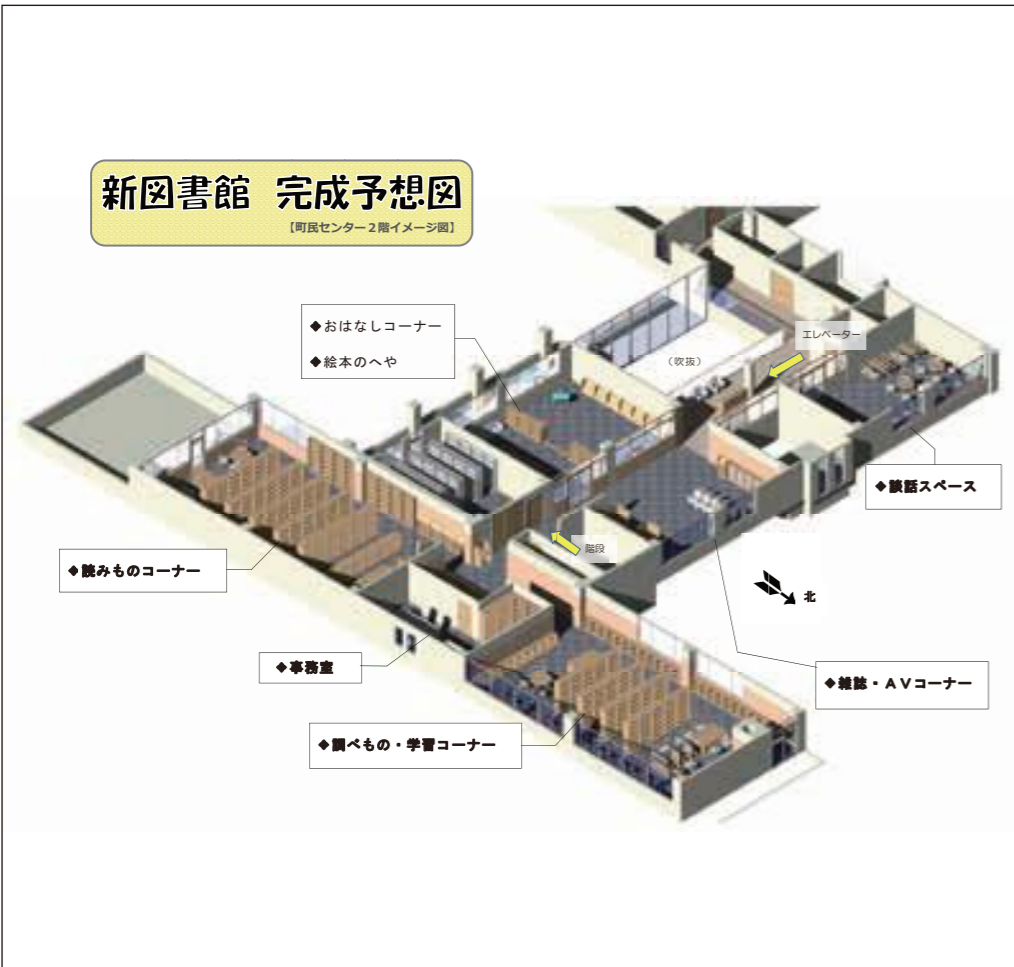 新図書館 完成予想図
【町民センター２階イメージ図】
◆おはなしコーナー
◆絵本のへや
エレベーター
（吹抜）
◆談話スペース
階段
◆読みものコーナー
北
◆事務室
◆雑誌・ＡＶコーナー
◆調べもの・学習コーナー